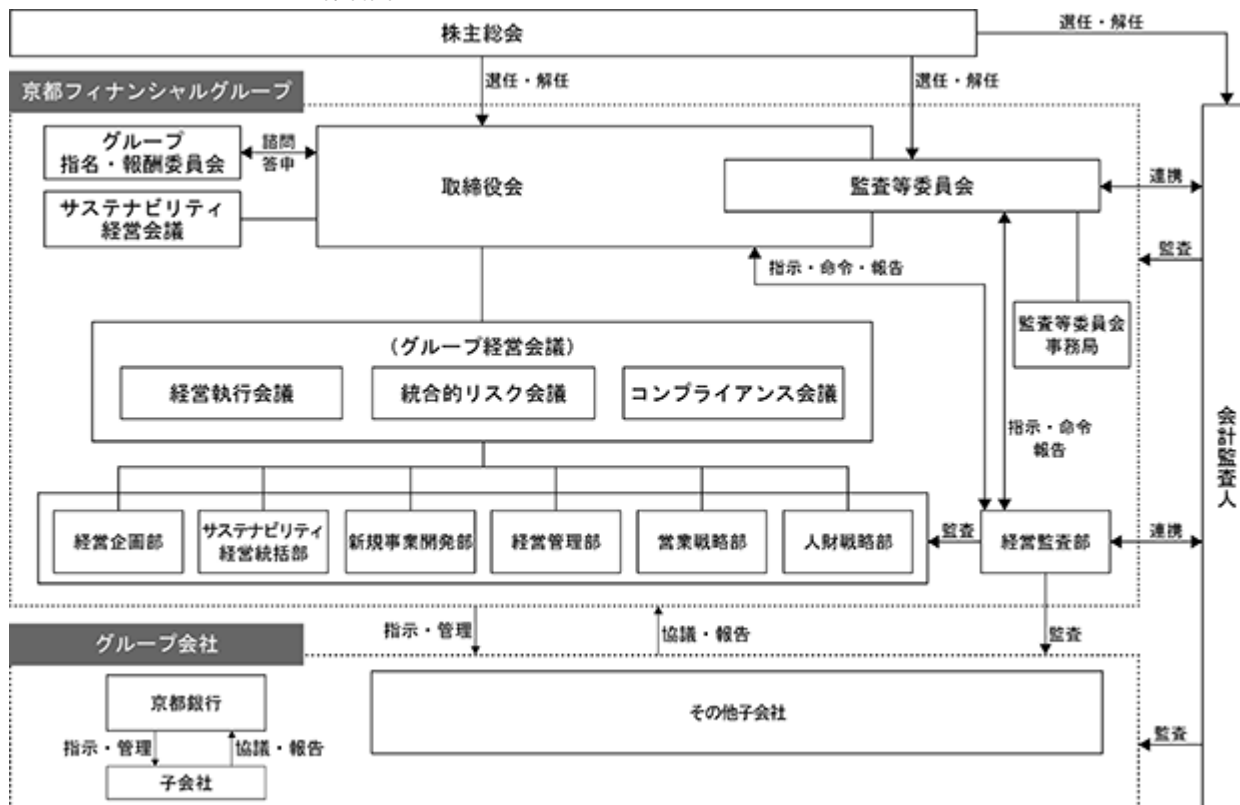 株主総会
選任・解任
選任・解任
選任・解任
京都フィナンシャルグループ
グループ
指名・報酬委員会
諮問
答申
取締役会
監査等委員会
連携
サステナビリティ
経営会議
監査
指示・命令・報告
監査等委員会
事務局
(グループ経営会議)
経営執行会議
統合的リスク会議
コンプライアンス会議
指示・命令
報告
会計監査人
経営企画部
サステナビリティ
経営統括部
新規事業開発部
経営管理部
営業戦略部
人財戦略部
監査
経営監査部
連携
指示・管理
協議・報告
監査
グループ会社
京都銀行
指示・管理
協議・報告
子会社
その他子会社
監査